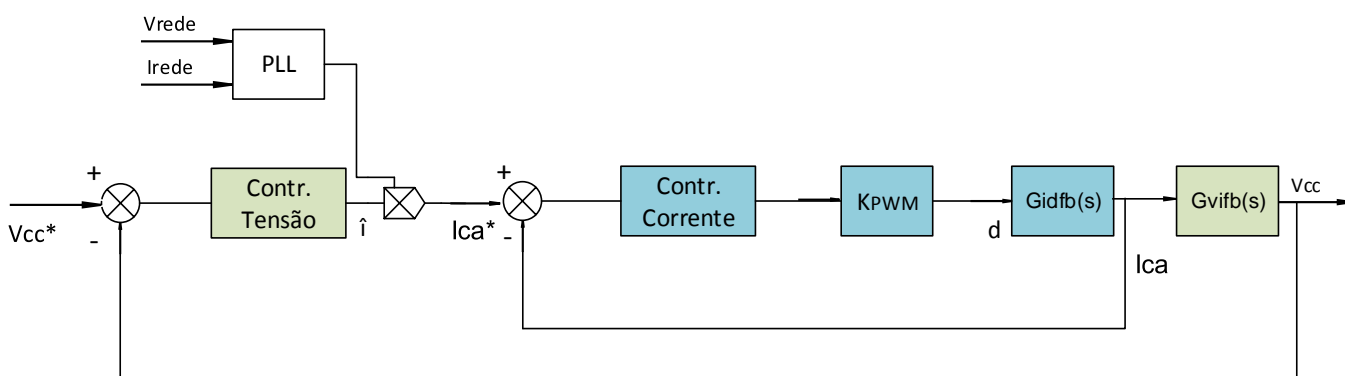 Vrede
Irede
PLL
+
Vcc*
-
Contr.
Tensão
î
Ica*
+
-
Contr.
Corrente
KPWM
d
Gidfb(s)
Ica
Gvifb(s)
Vcc